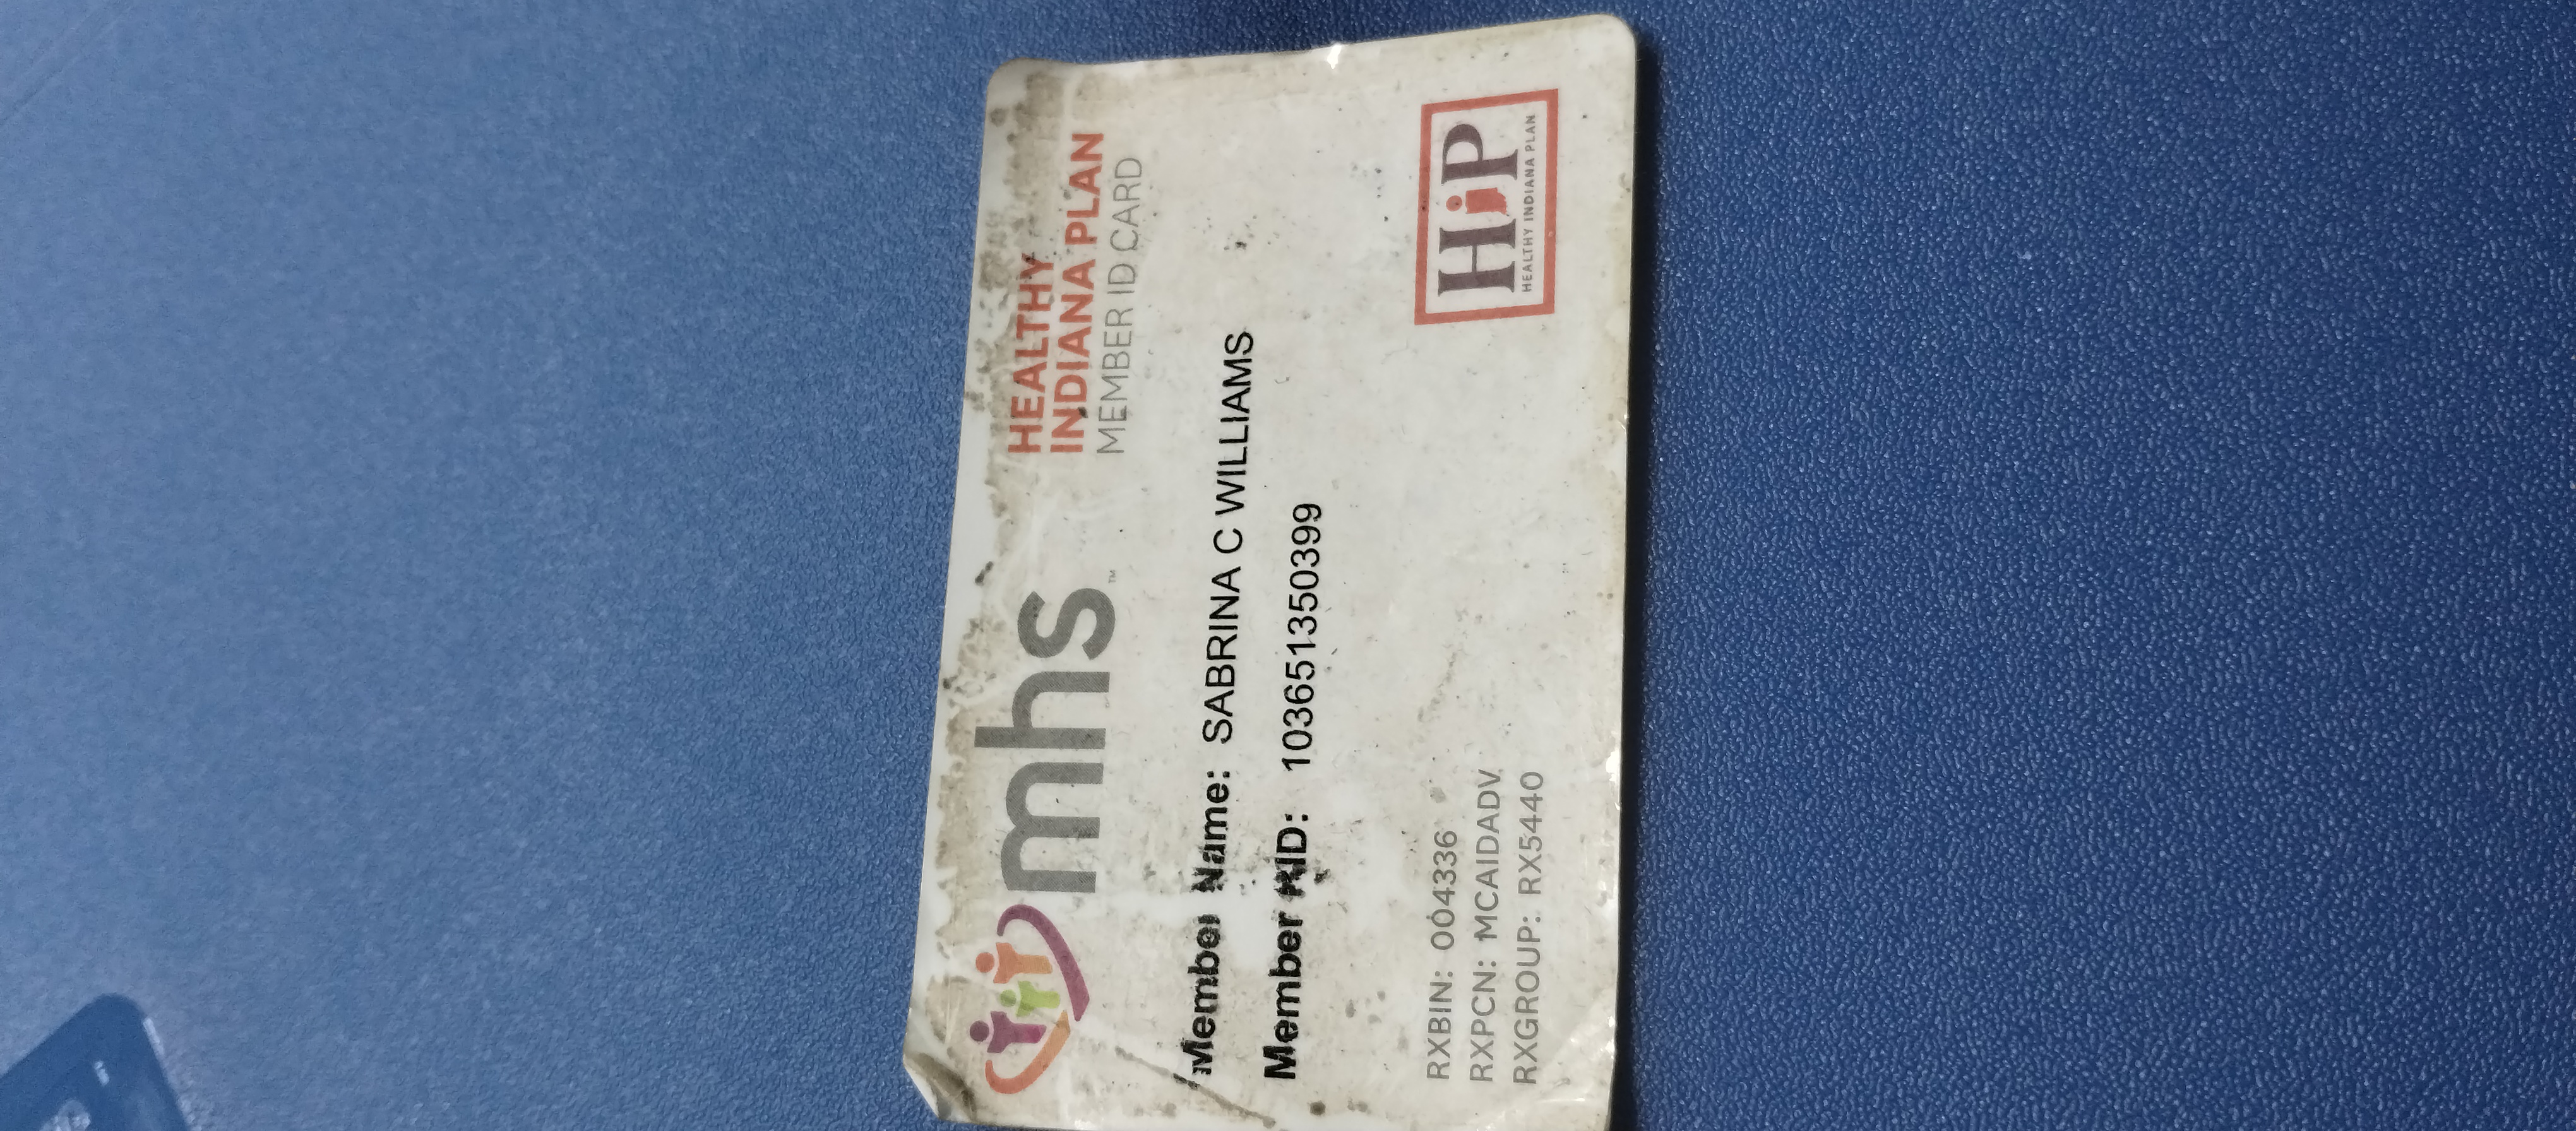 mhs™
HEALTHY
INDIANA PLAN
MEMBER ID CARD
Member Name: SABRINA C WILLIAMS
Member RID: 103651350399
RXBIN: 004336
RXPCN: MCAIDADV
RXGROUP: RX5440
HiP
HEALTHY INDIANA PLAN